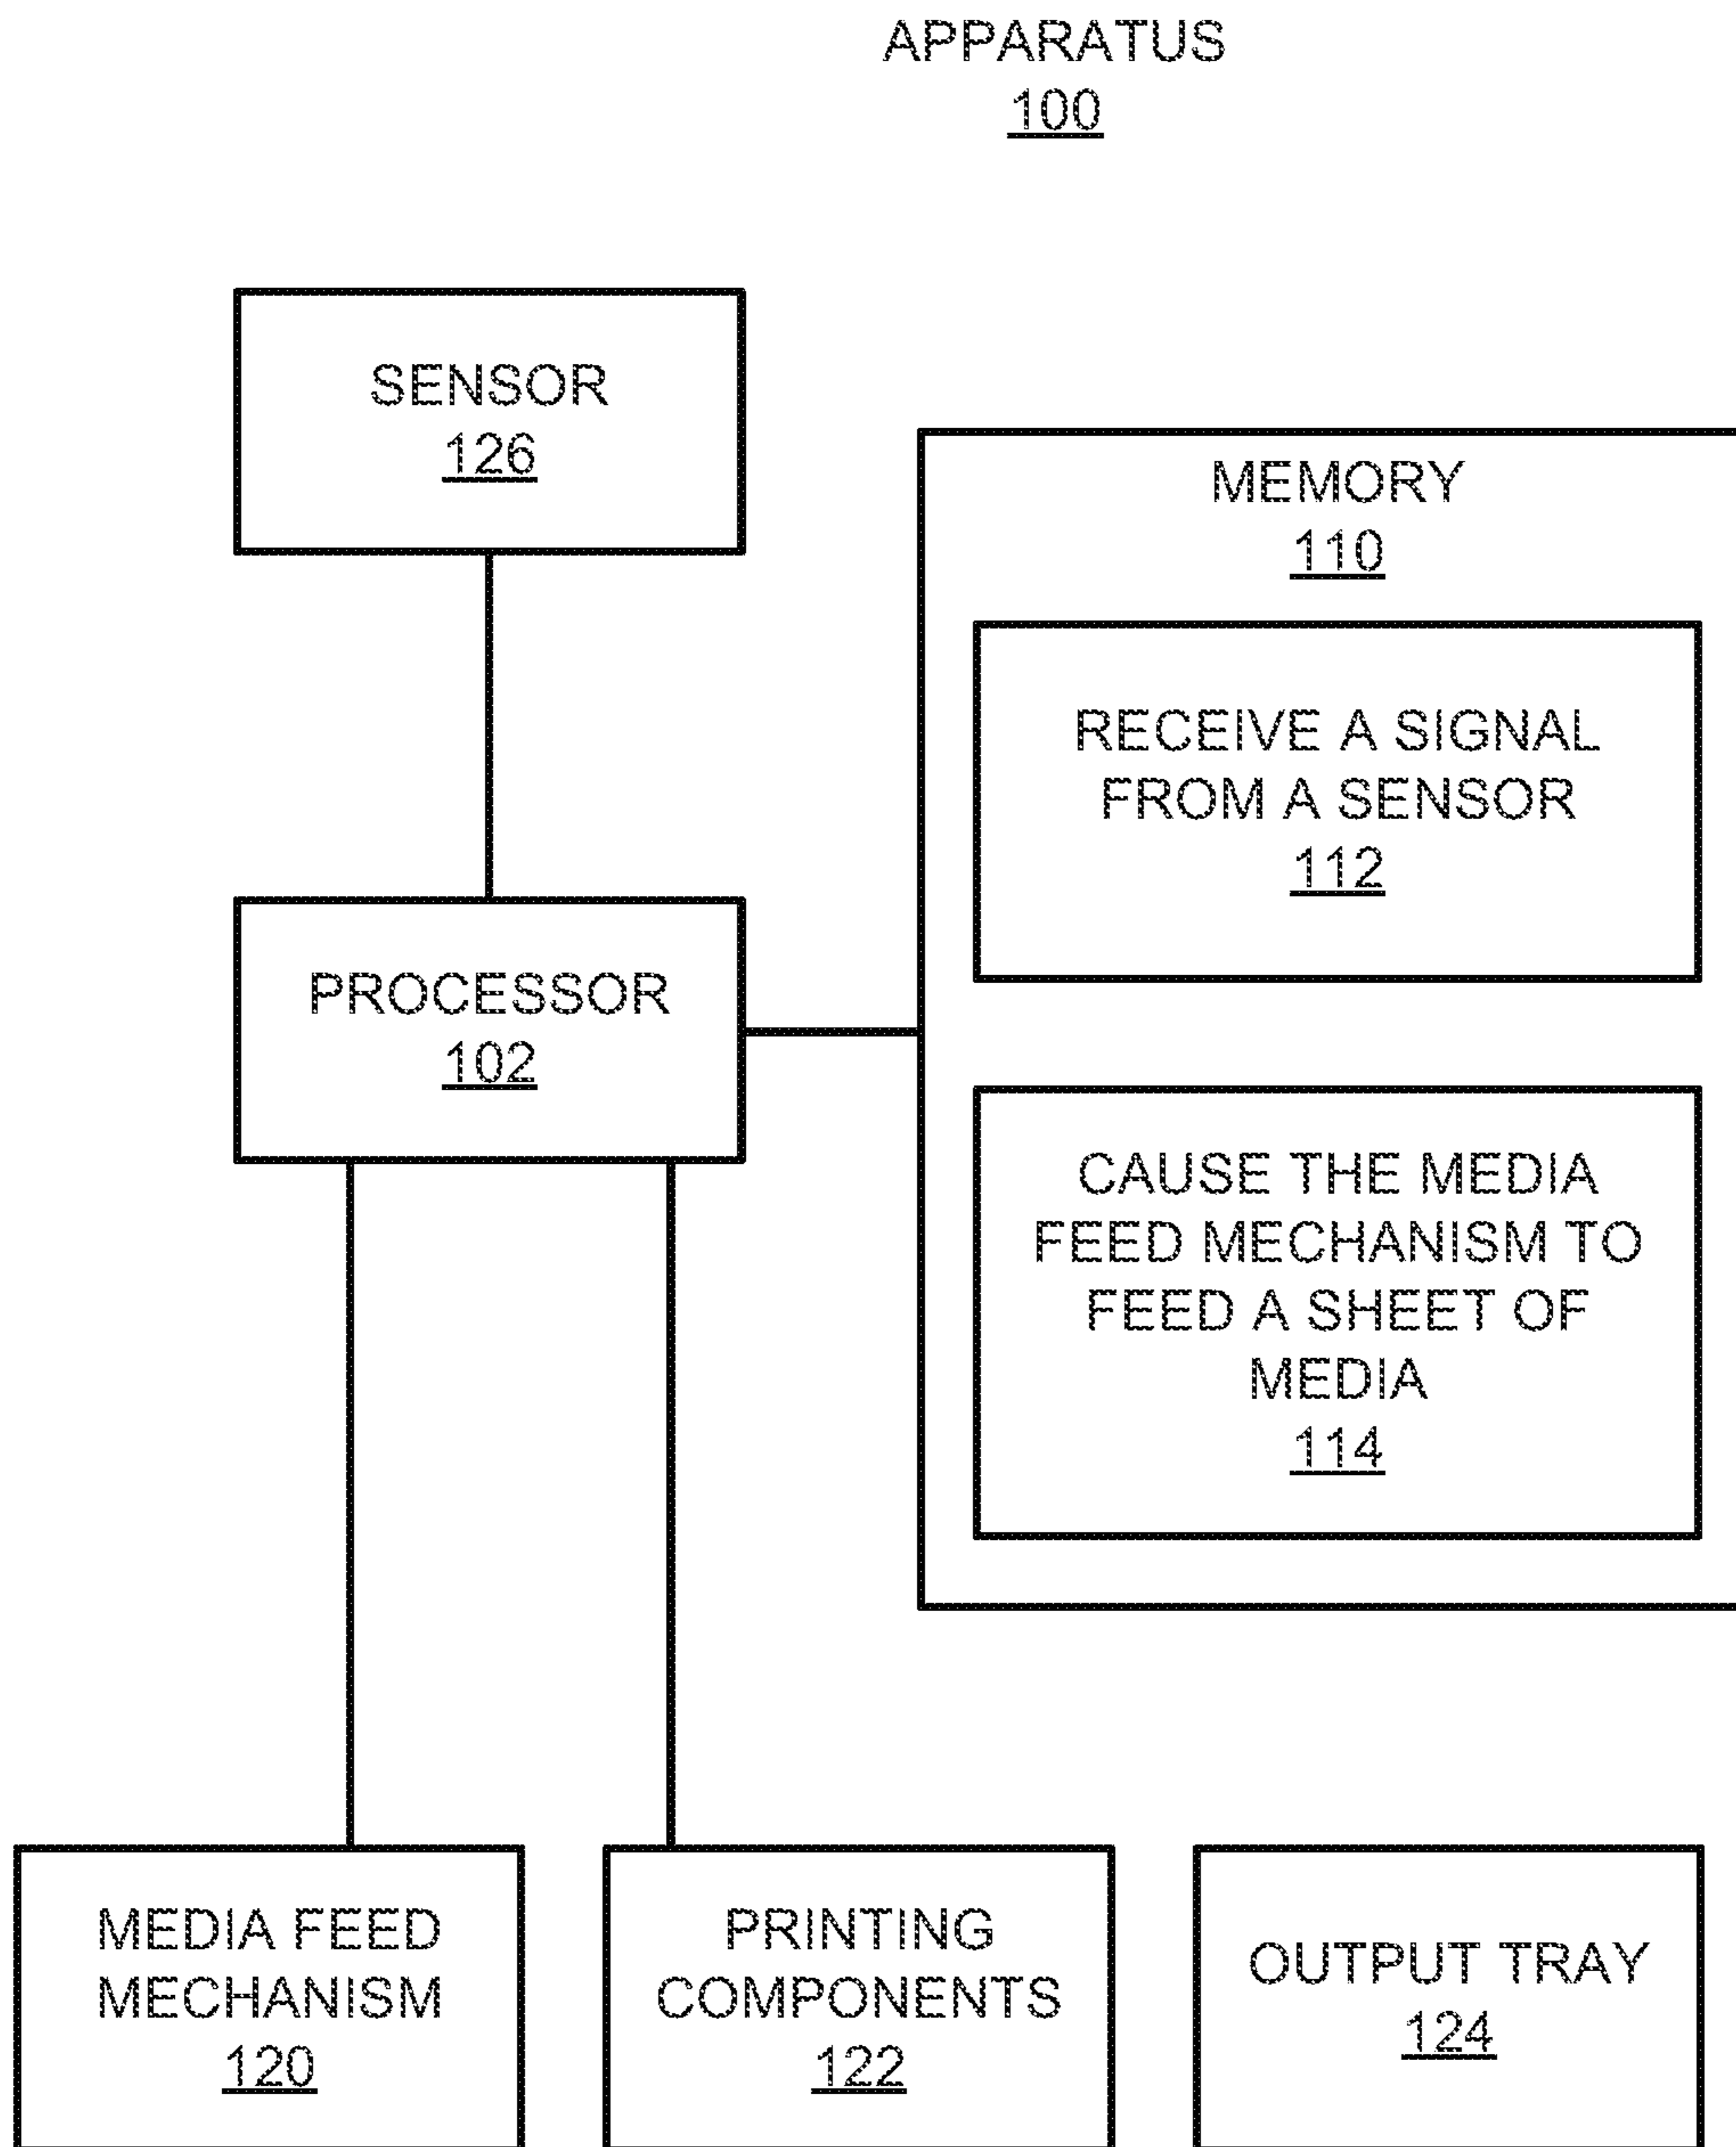 APPARATUS
100
SENSOR
126
MEMORY
110
RECEIVE A SIGNAL
FROM A SENSOR
112
PROCESSOR
102
CAUSE THE MEDIA
FEED MECHANISM TO
FEED A SHEET OF
MEDIA
114
MEDIA FEED
MECHANISM
120
PRINTING
COMPONENTS
122
OUTPUT TRAY
124